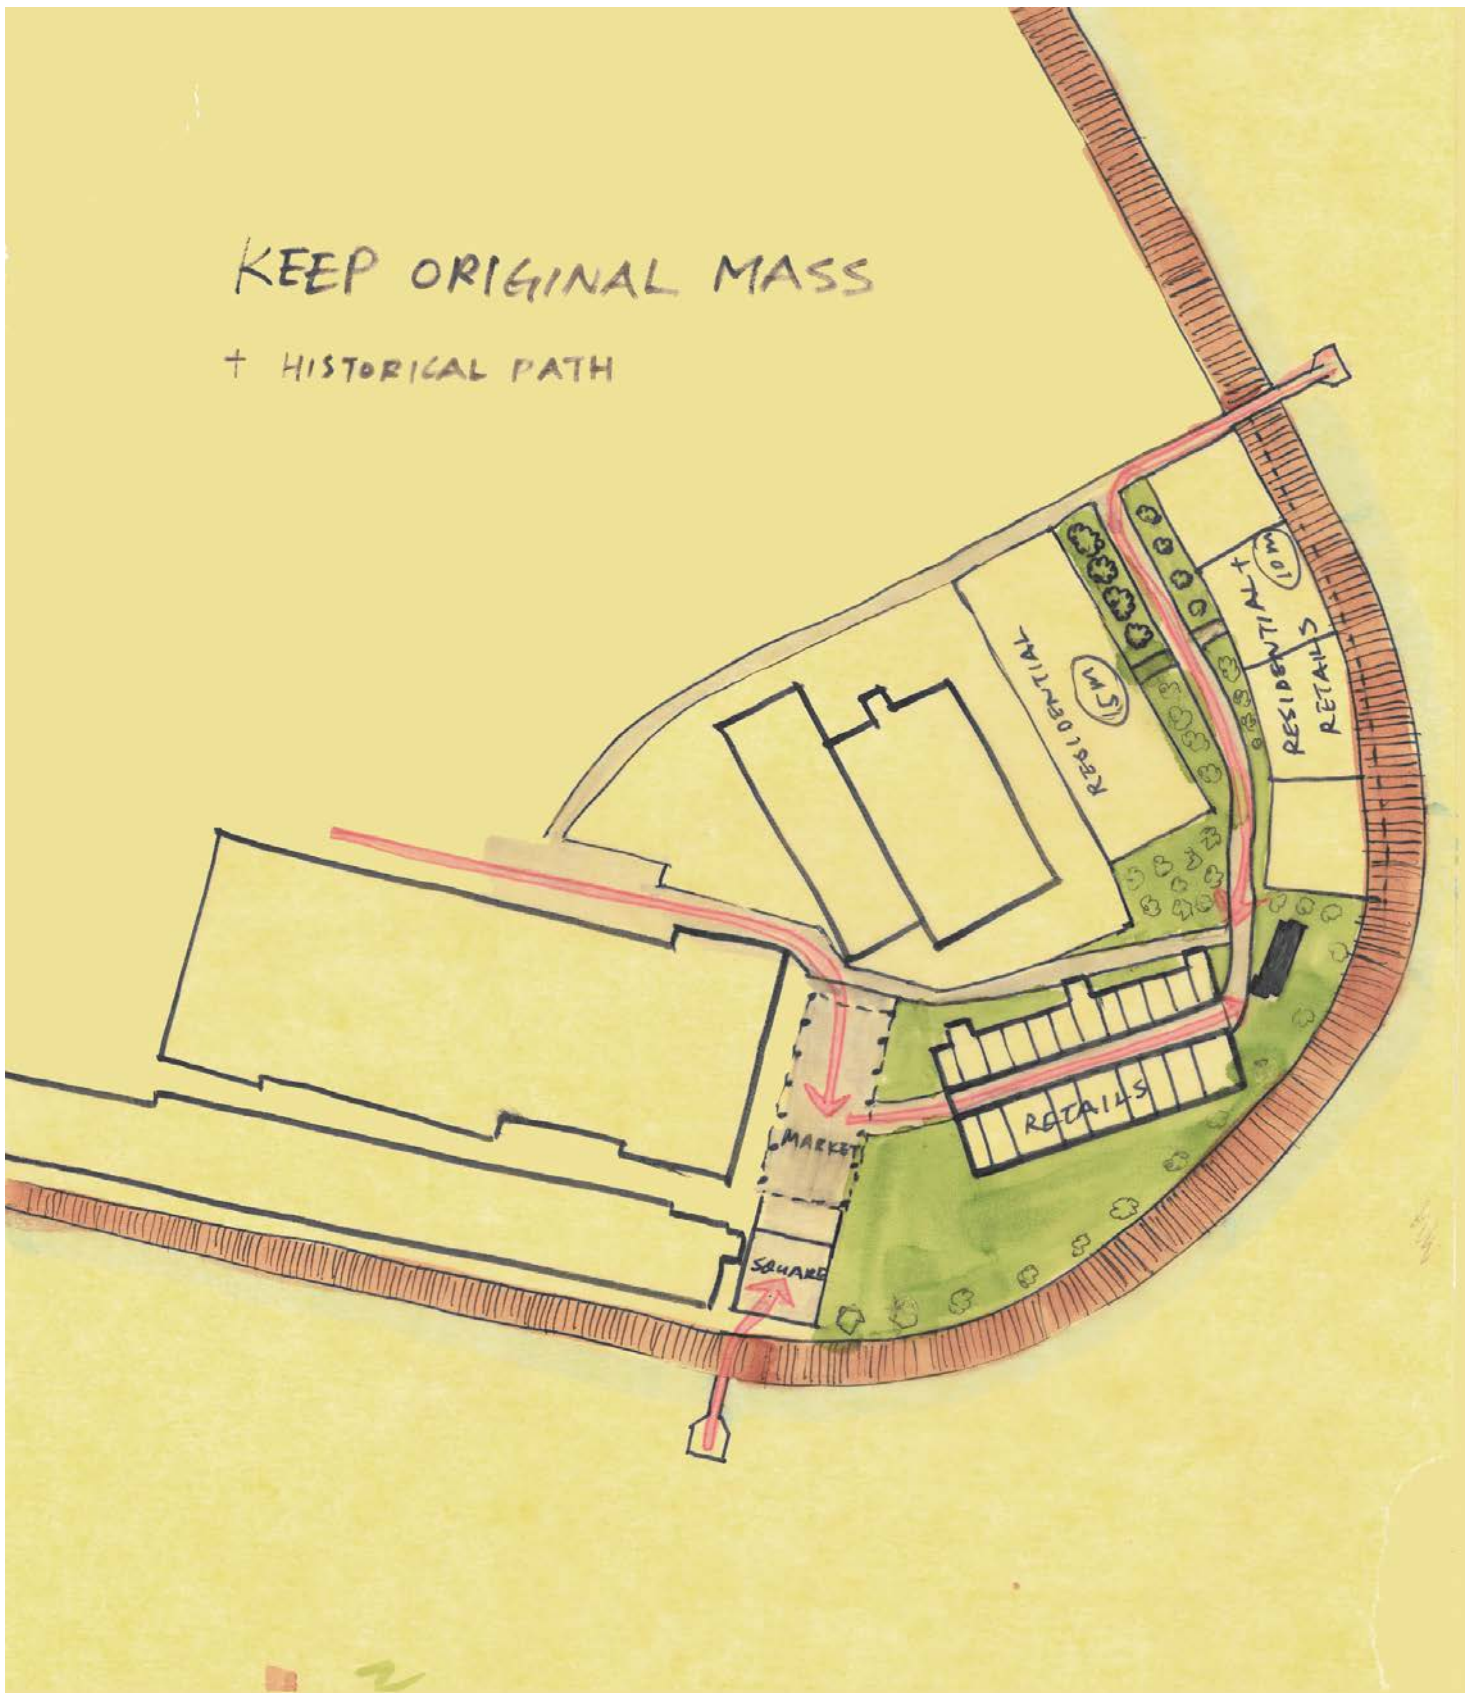 KEEP ORIGINAL MASS
+ HISTORICAL PATH
10M
RESIDENTIAL +
RETAILS
RESIDENTIAL
15M
RETAILS
MARKET
SQUARE